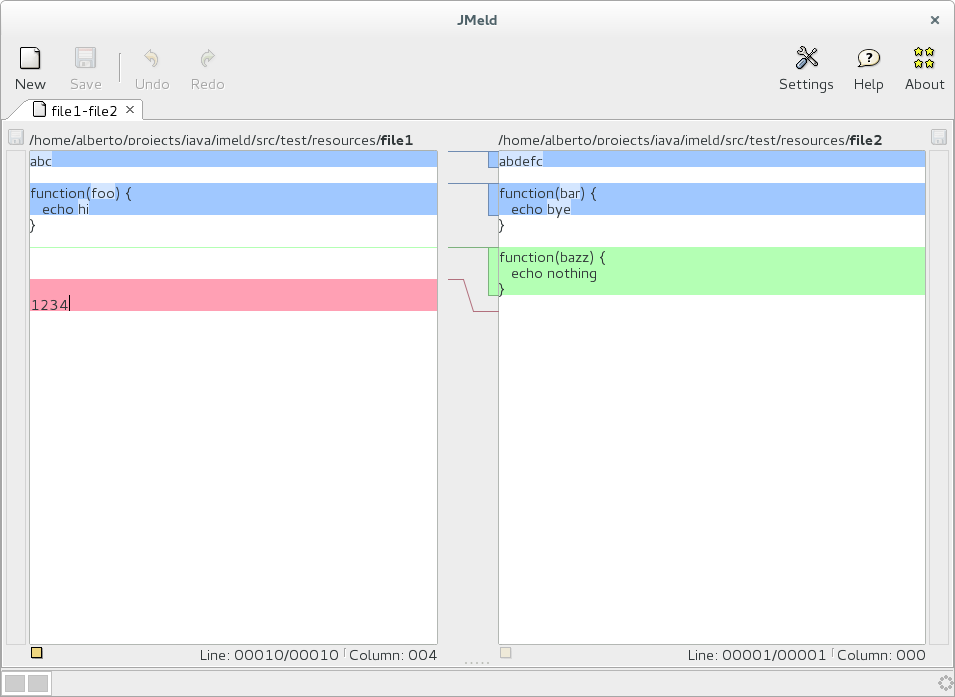 JMeld
New Save Undo Redo Settings Help About
file1-file2
/home/alberto/projects/java/jmeld/src/test/resources/file1
abc
function(foo) {
echo hi
}
1234
/home/alberto/projects/java/jmeld/src/test/resources/file2
abdefc
function(bar) {
echo bye
}
function(bazz) {
echo nothing
}
Line: 00010/00010 Column: 004
Line: 00001/00001 Column: 000